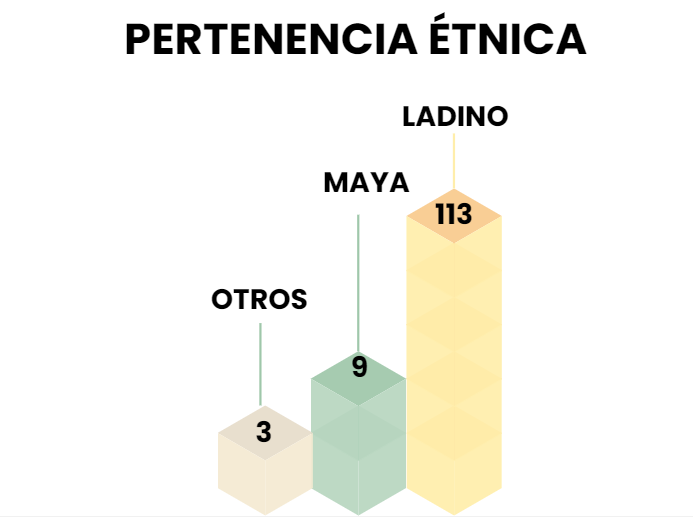 PERTENENCIA ÉTNICA
LADINO
MAYA
113
OTROS
9
3